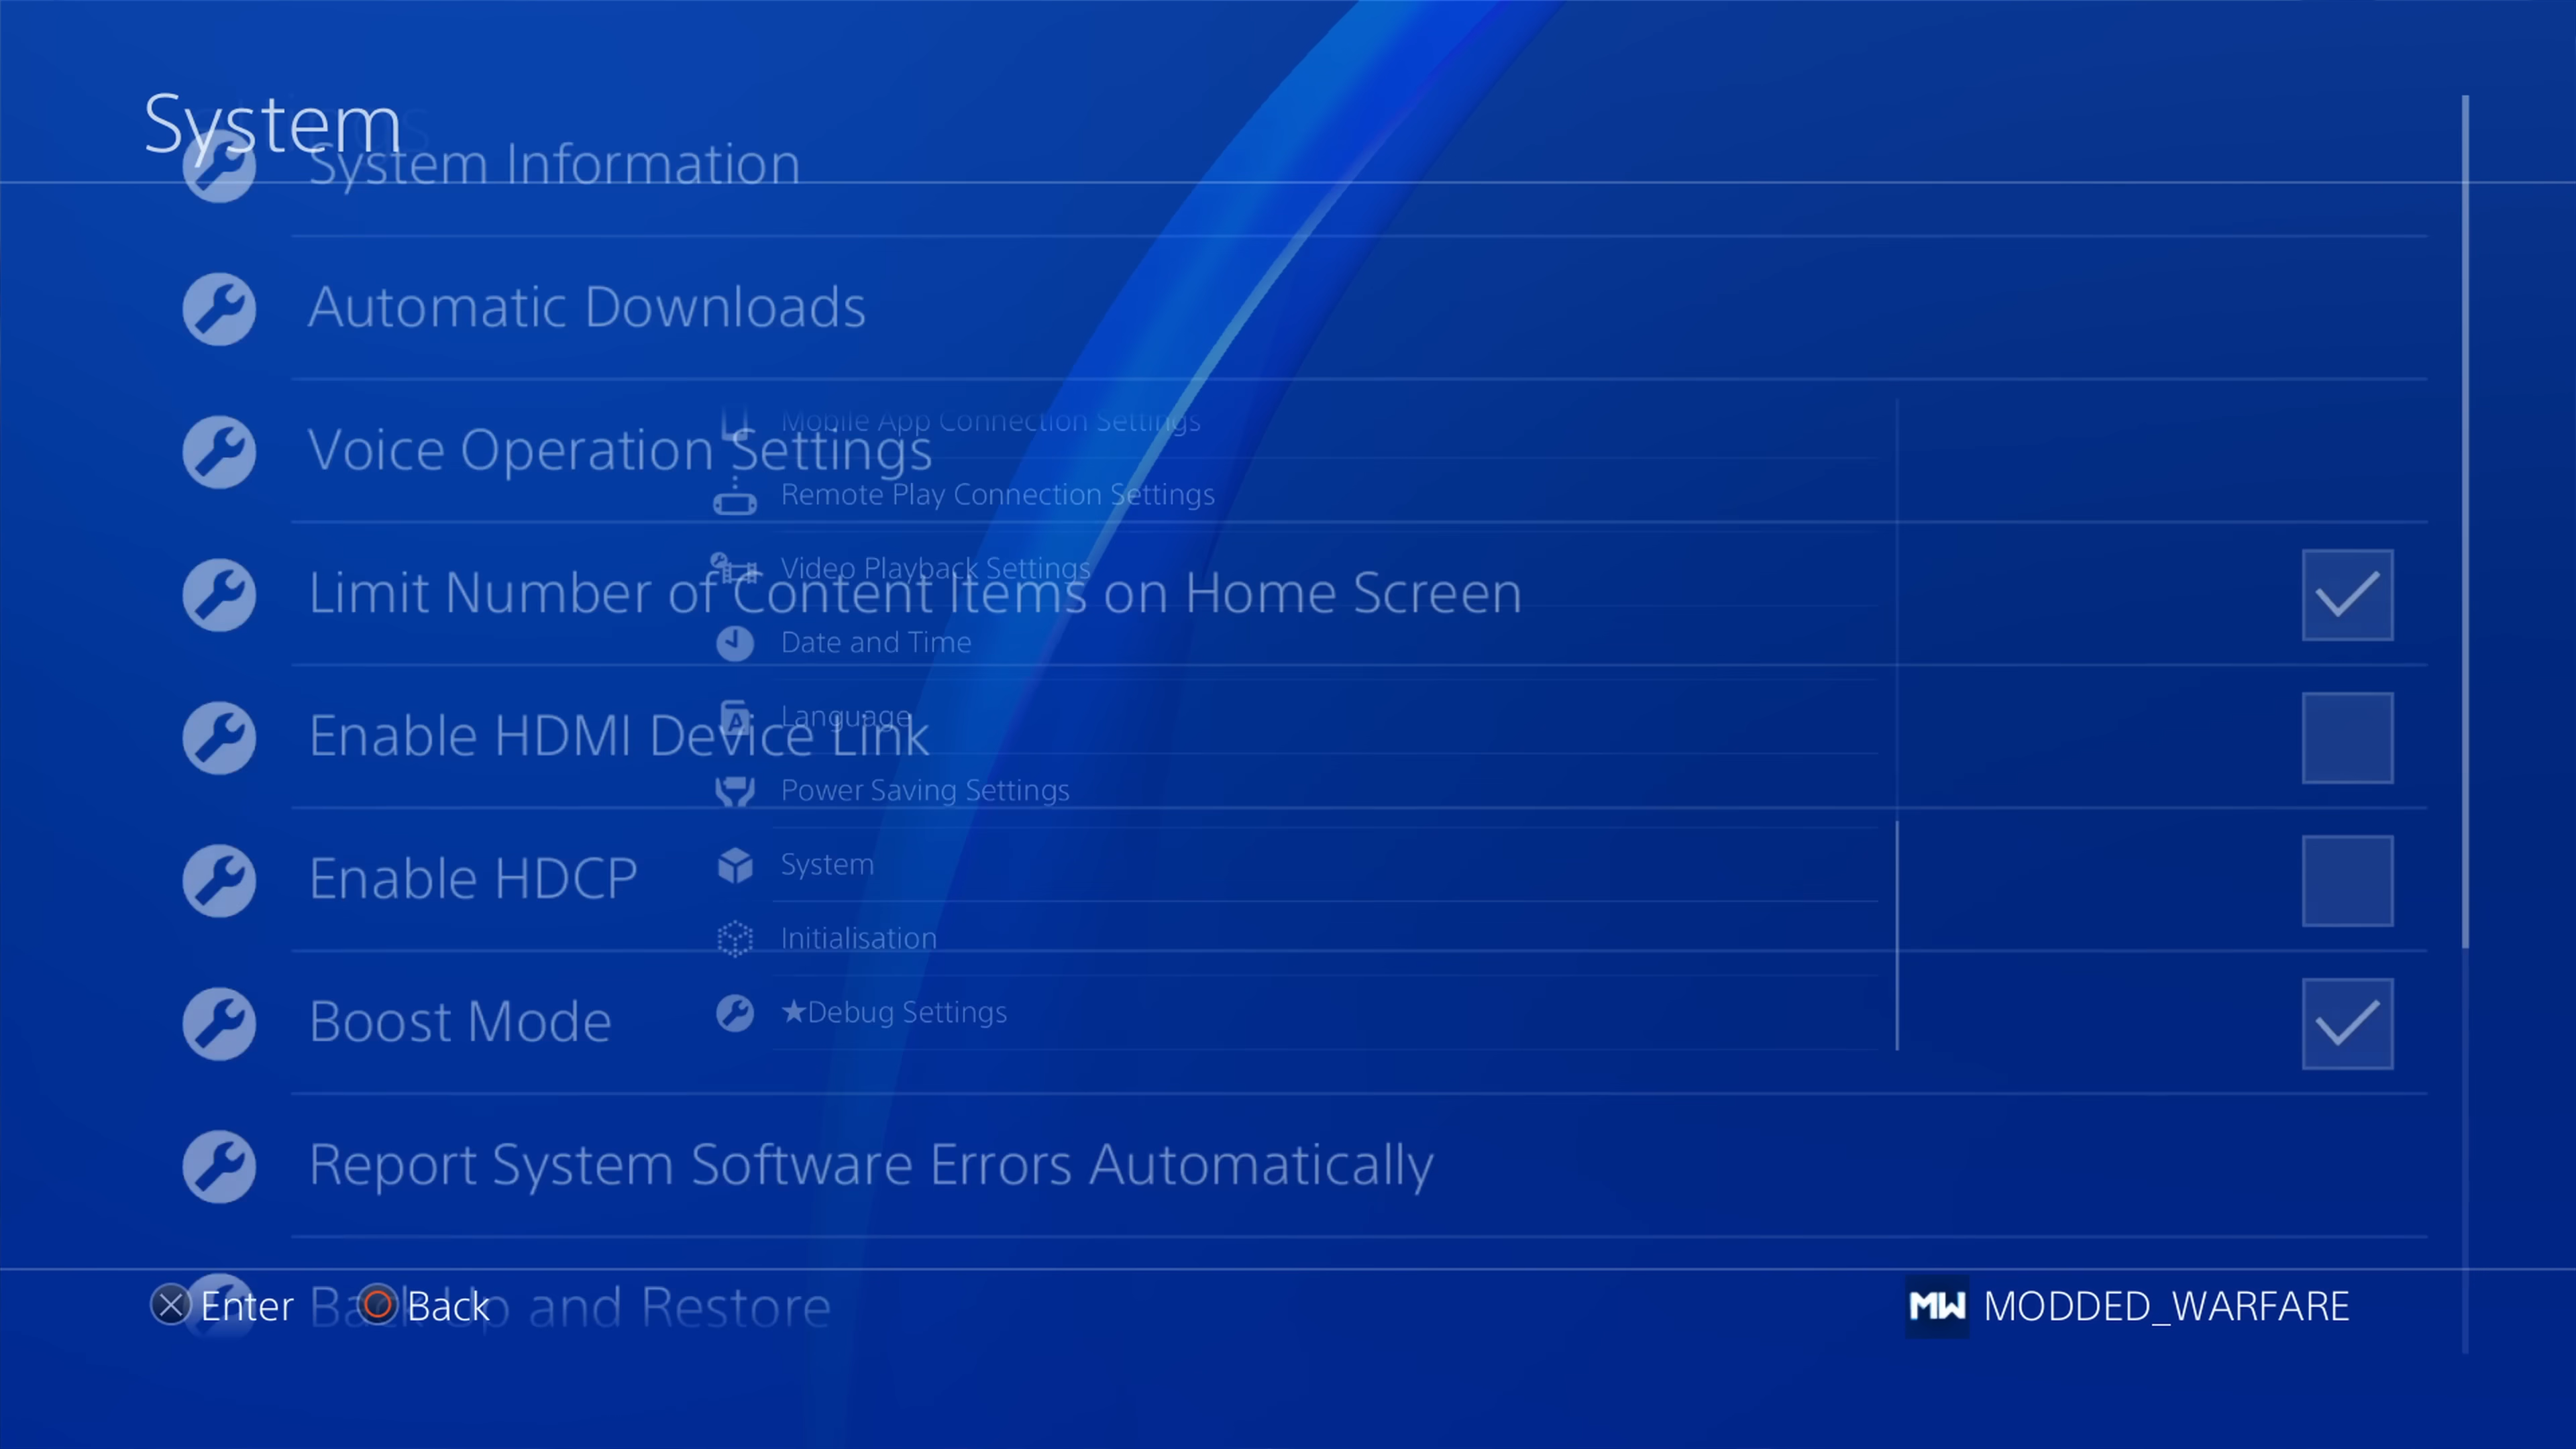 System
System Information
Automatic Downloads
Voice Operation Settings
Limit Number of Content Items on Home Screen
Enable HDMI Device Link
Enable HDCP
Boost Mode
Report System Software Errors Automatically
Back Up and Restore
Mobile App Connection Settings
Remote Play Connection Settings
Video Playback Settings
Date and Time
Language
Power Saving Settings
System
Initialisation
★Debug Settings
Enter
Back
MW MODDED_WARFARE